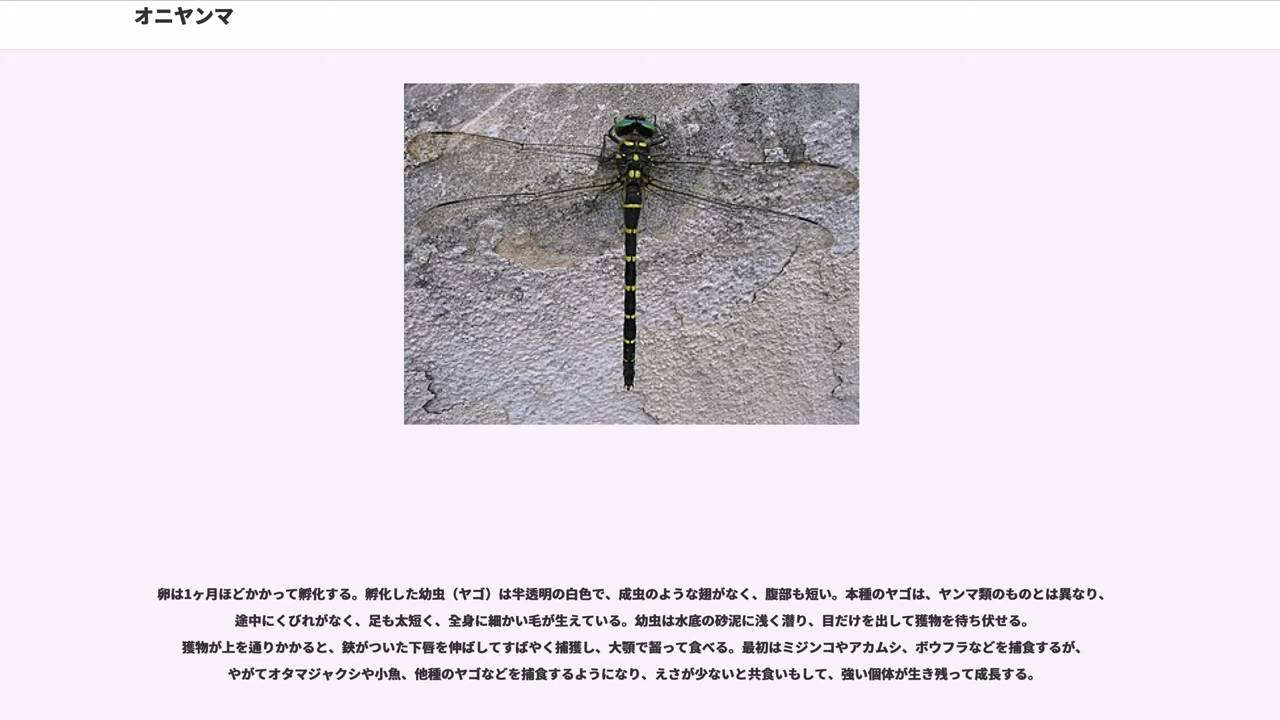 オニヤンマ
卵は1ヶ月ほどかかって孵化する。孵化した幼虫（ヤゴ）は半透明の白色で、成虫のような翅がなく、腹部も短い。本種のヤゴは、ヤンマ類のものとは異なり、
途中にくびれがなく、足も太短く、全身に細かい毛が生えている。幼虫は水底の砂泥に浅く潜り、目だけを出して獲物を待ち伏せる。
獲物が上を通りかかると、鋏がついた下唇を伸ばしてすばやく捕獲し、大顎で齧って食べる。最初はミジンコやアカムシ、ボウフラなどを捕食するが、
やがてオタマジャクシや小魚、他種のヤゴなどを捕食するようになり、えさが少ないと共食いもして、強い個体が生き残って成長する。